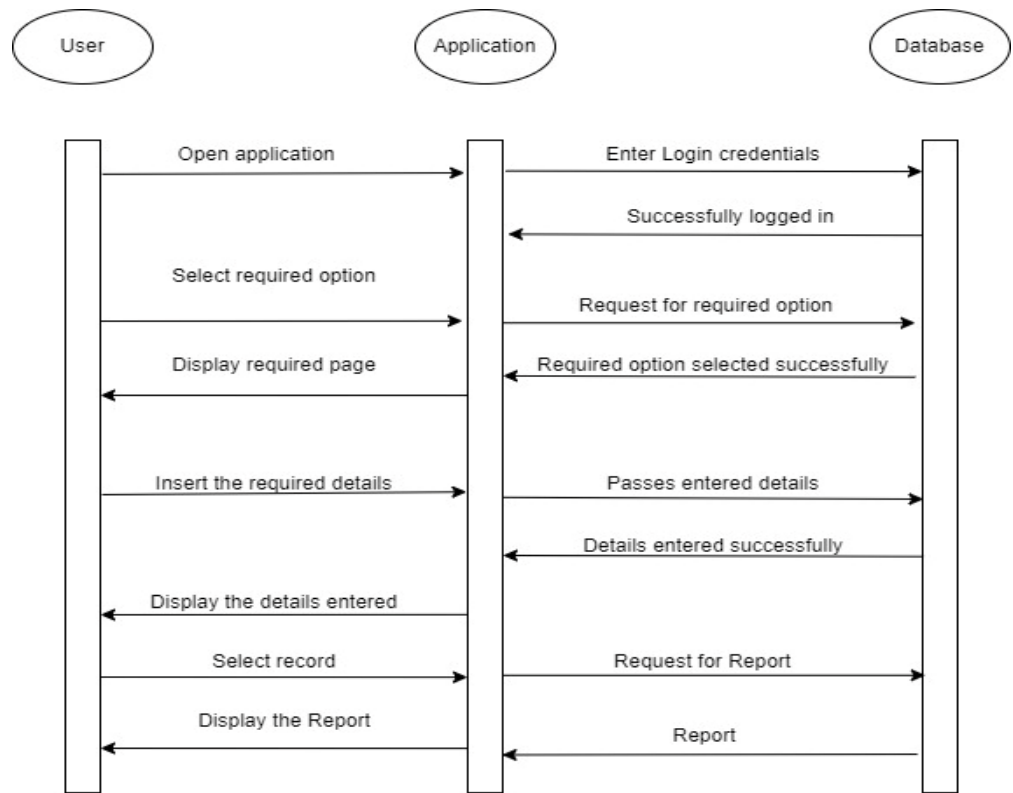 User
Application
Database
Open application
Enter Login credentials
Successfully logged in
Select required option
Request for required option
Display required page
Required option selected successfully
Insert the required details
Passes entered details
Details entered successfully
Display the details entered
Select record
Request for Report
Display the Report
Report